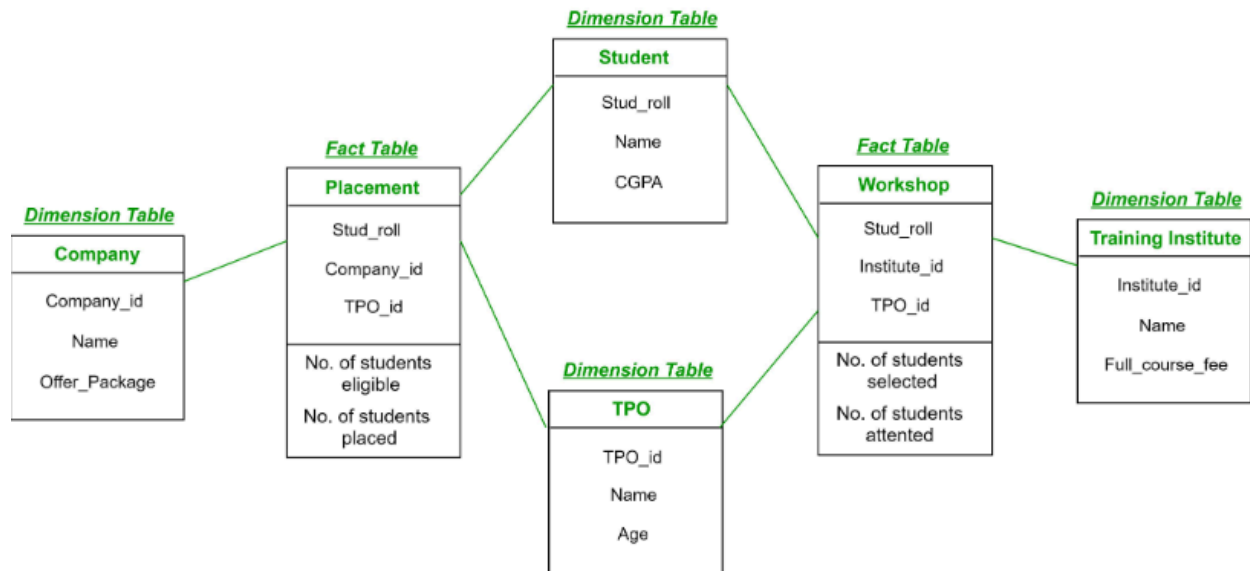 Dimension Table
Student
Stud_roll
Name
CGPA
Fact Table
Placement
Stud_roll
Company_id
TPO_id
No. of students
eligible
No. of students
placed
Fact Table
Workshop
Stud_roll
Institute_id
TPO_id
No. of students
selected
No. of students
attented
Dimension Table
Company
Company_id
Name
Offer_Package
Dimension Table
Training Institute
Institute_id
Name
Full_course_fee
Dimension Table
TPO
TPO_id
Name
Age